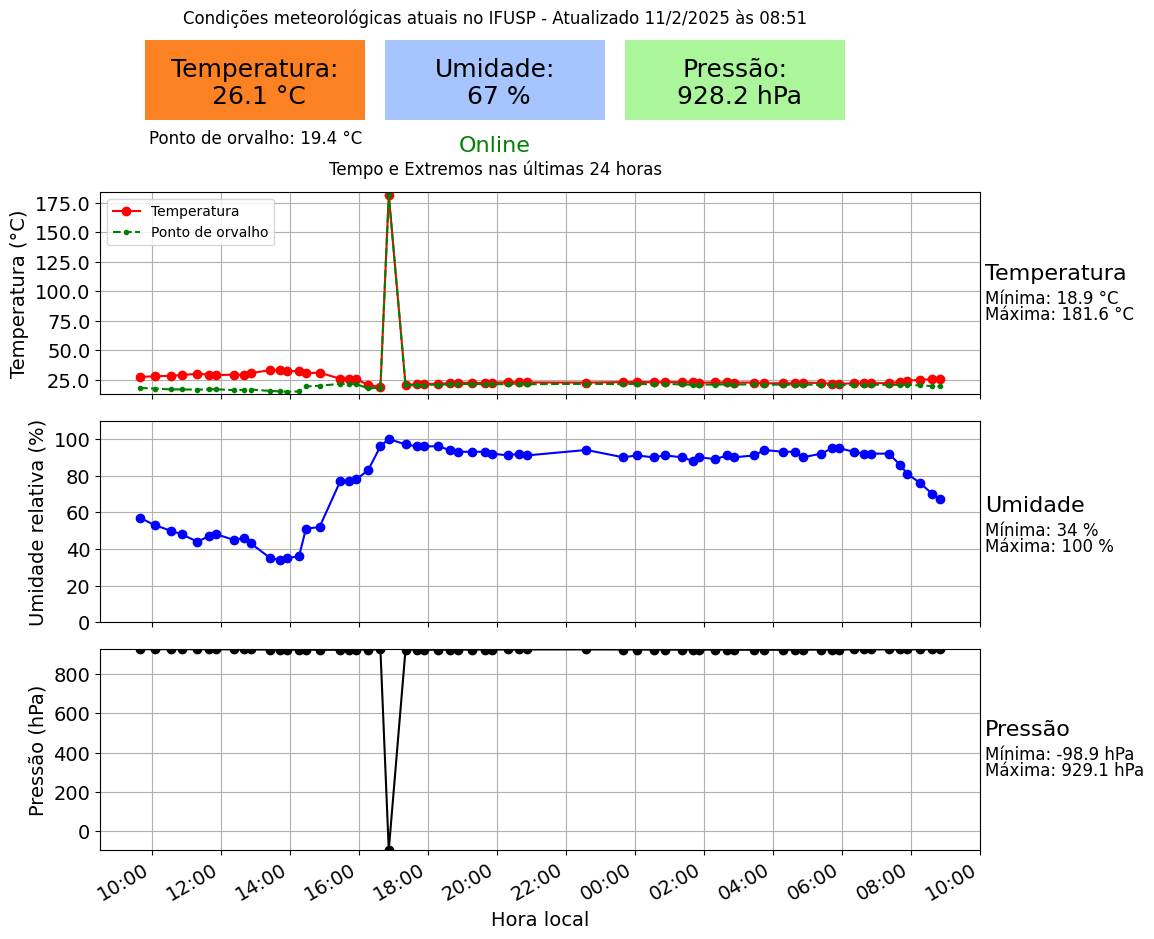 Condições meteorológicas atuais no IFUSP - Atualizado 11/2/2025 às 08:51
Temperatura:
26.1 °C
Umidade:
67 %
Pressão:
928.2 hPa
Ponto de orvalho: 19.4 °C
Online
Tempo e Extremos nas últimas 24 horas
Temperatura (°C)
175.0
150.0
125.0
100.0
75.0
50.0
25.0
Temperatura
Ponto de orvalho
Temperatura
Mínima: 18.9 °C
Máxima: 181.6 °C
Umidade relativa (%)
100
80
60
40
20
0
Umidade
Mínima: 34 %
Máxima: 100 %
Pressão (hPa)
800
600
400
200
0
Pressão
Mínima: -98.9 hPa
Máxima: 929.1 hPa
10:00 12:00 14:00 16:00 18:00 20:00 22:00 00:00 02:00 04:00 06:00 08:00 10:00
Hora local